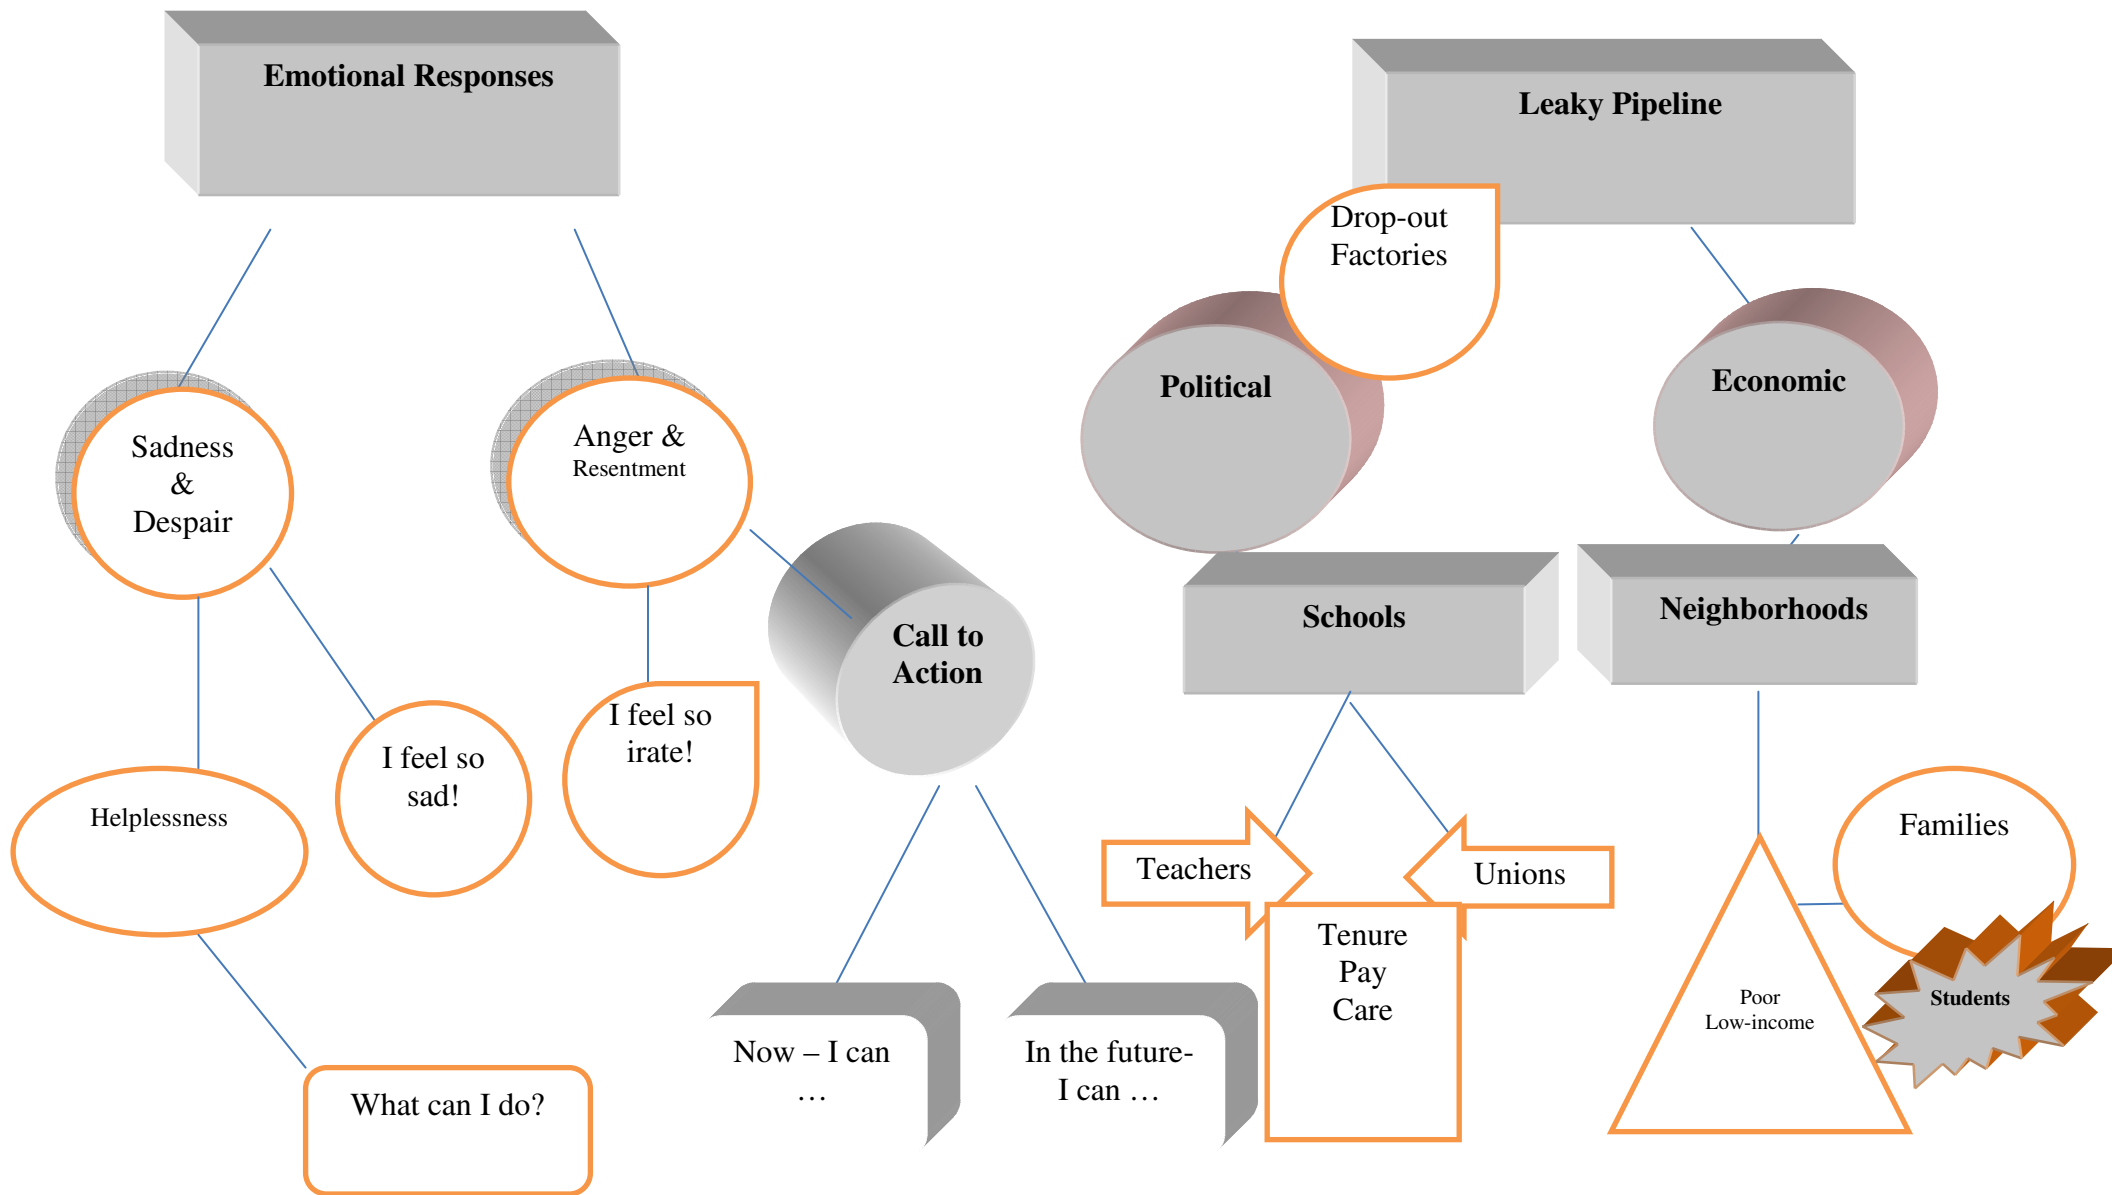 Emotional Responses
Leaky Pipeline
Drop-out
Factories
Political
Economic
Sadness
&
Despair
Anger &
Resentment
Call to
Action
Schools
Neighborhoods
I feel so
sad!
I feel so
irate!
Helplessness
Teachers
Unions
Families
Tenure
Pay
Care
Poor
Low-income
Students
Now – I can
…
In the future-
I can …
What can I do?